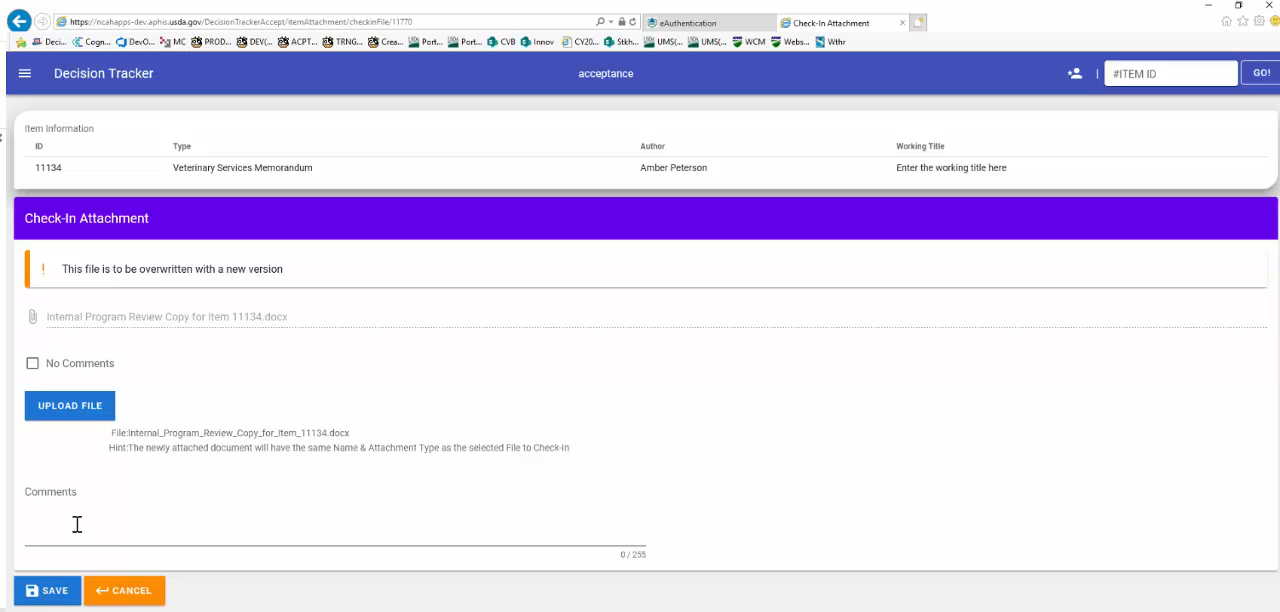 https://ncahapps-dev.aphis.usda.gov/DecisionTrackerAccept/itemAttachment/checkinFile/11770
eAuthentication
Check-In Attachment
Deci... Cogn... DevO... MC PROD... DEV(... ACPT... TRNG... Crea... Port... Port... CVB Innov CY20... Stkh... UMS(... UMS(... WCM Webs... Wthr
Decision Tracker
acceptance
|
#ITEM ID
GO!
Item Information
ID Type Author Working Title
11134 Veterinary Services Memorandum Amber Peterson Enter the working title here
Check-In Attachment
! This file is to be overwritten with a new version
Internal Program Review Copy for Item 11134.docx
No Comments
UPLOAD FILE
File:Internal_Program_Review_Copy_for_Item_11134.docx
Hint:The newly attached document will have the same Name & Attachment Type as the selected File to Check-In
Comments
0 / 255
SAVE
CANCEL